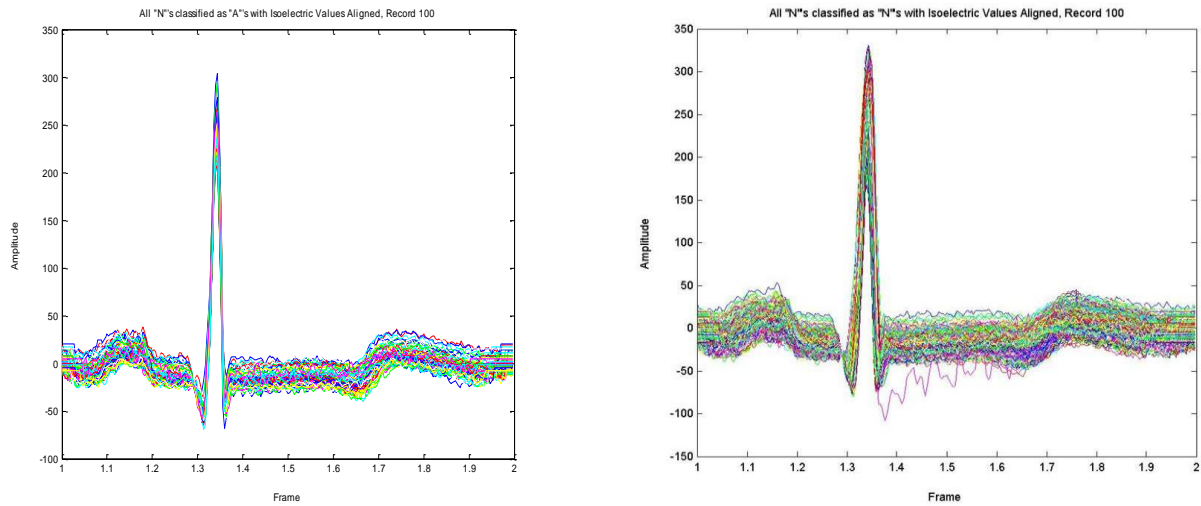 All "N"'s classified as "A"'s with Isoelectric Values Aligned, Record 100
350
300
250
200
150
100
50
0
-50
-100
Amplitude
1 1.1 1.2 1.3 1.4 1.5 1.6 1.7 1.8 1.9 2
Frame
All "N"'s classified as "N"'s with Isoelectric Values Aligned, Record 100
350
300
250
200
150
100
50
0
-50
-100
-150
Amplitude
1 1.1 1.2 1.3 1.4 1.5 1.6 1.7 1.8 1.9 2
Frame